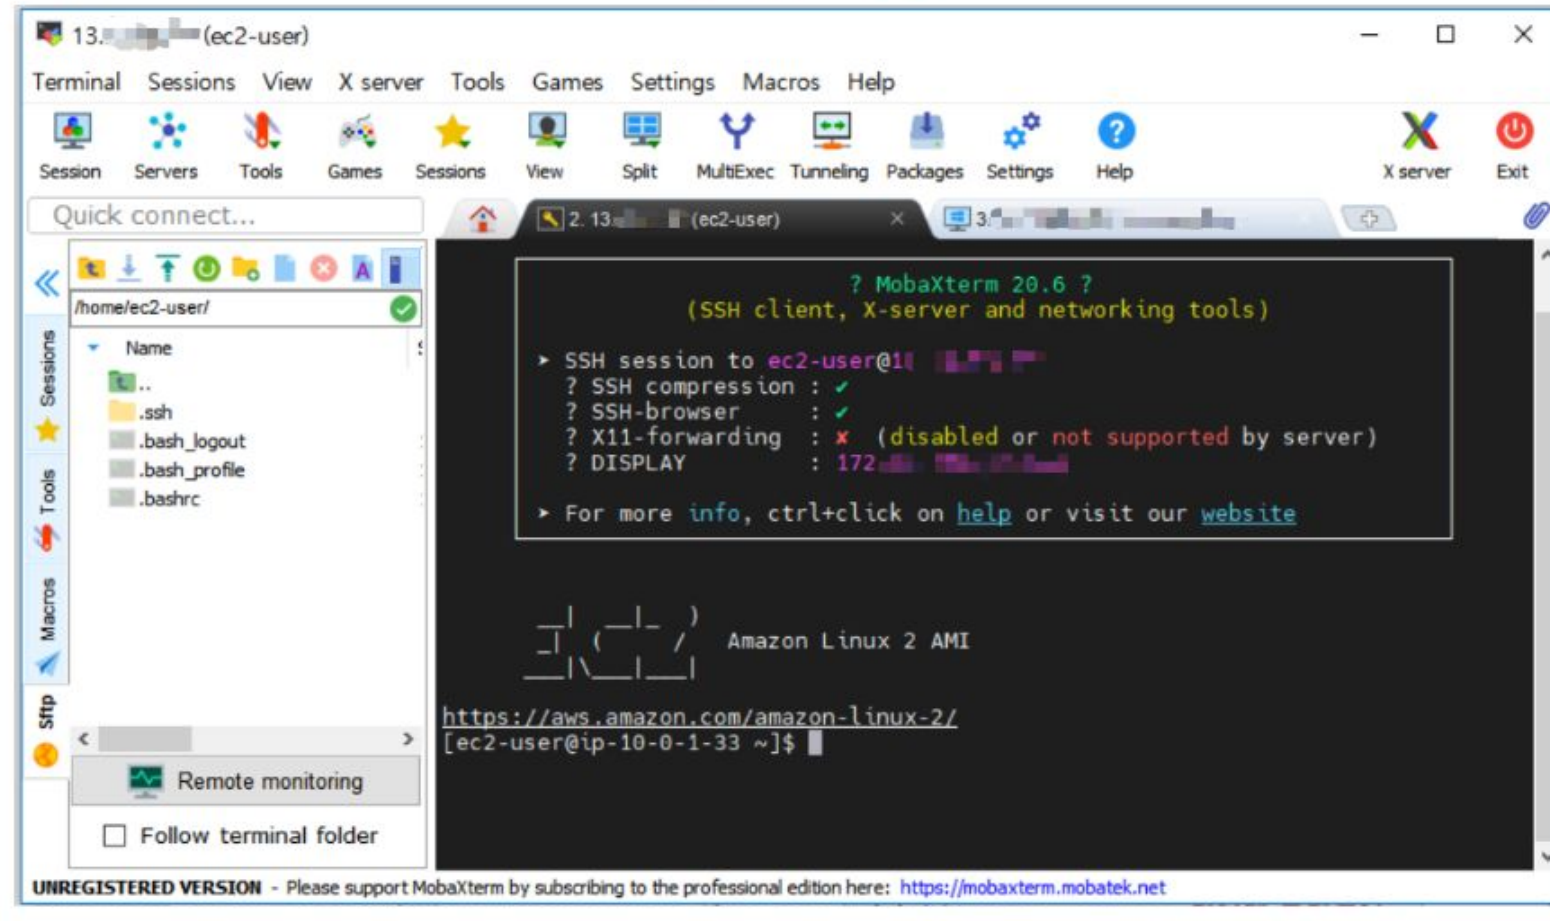 13. (ec2-user)
Terminal Sessions View X server Tools Games Settings Macros Help
Session Servers Tools Games Sessions View Split MultiExec Tunneling Packages Settings Help X server Exit
Quick connect...
2. 13. (ec2-user)
3.
/home/ec2-user/
Name
..
.ssh
.bash_logout
.bash_profile
.bashrc
Sessions
Tools
Macros
Sftp
Remote monitoring
Follow terminal folder
? MobaXterm 20.6 ?
(SSH client, X-server and networking tools)
➤ SSH session to ec2-user@1
? SSH compression : ✔
? SSH-browser : ✔
? X11-forwarding : ✘ (disabled or not supported by server)
? DISPLAY : 172
➤ For more info, ctrl+click on help or visit our website
__| __|_ )
_| ( / Amazon Linux 2 AMI
___|\___|___|
https://aws.amazon.com/amazon-linux-2/
[ec2-user@ip-10-0-1-33 ~]$
UNREGISTERED VERSION - Please support MobaXterm by subscribing to the professional edition here: https://mobaxterm.mobatek.net